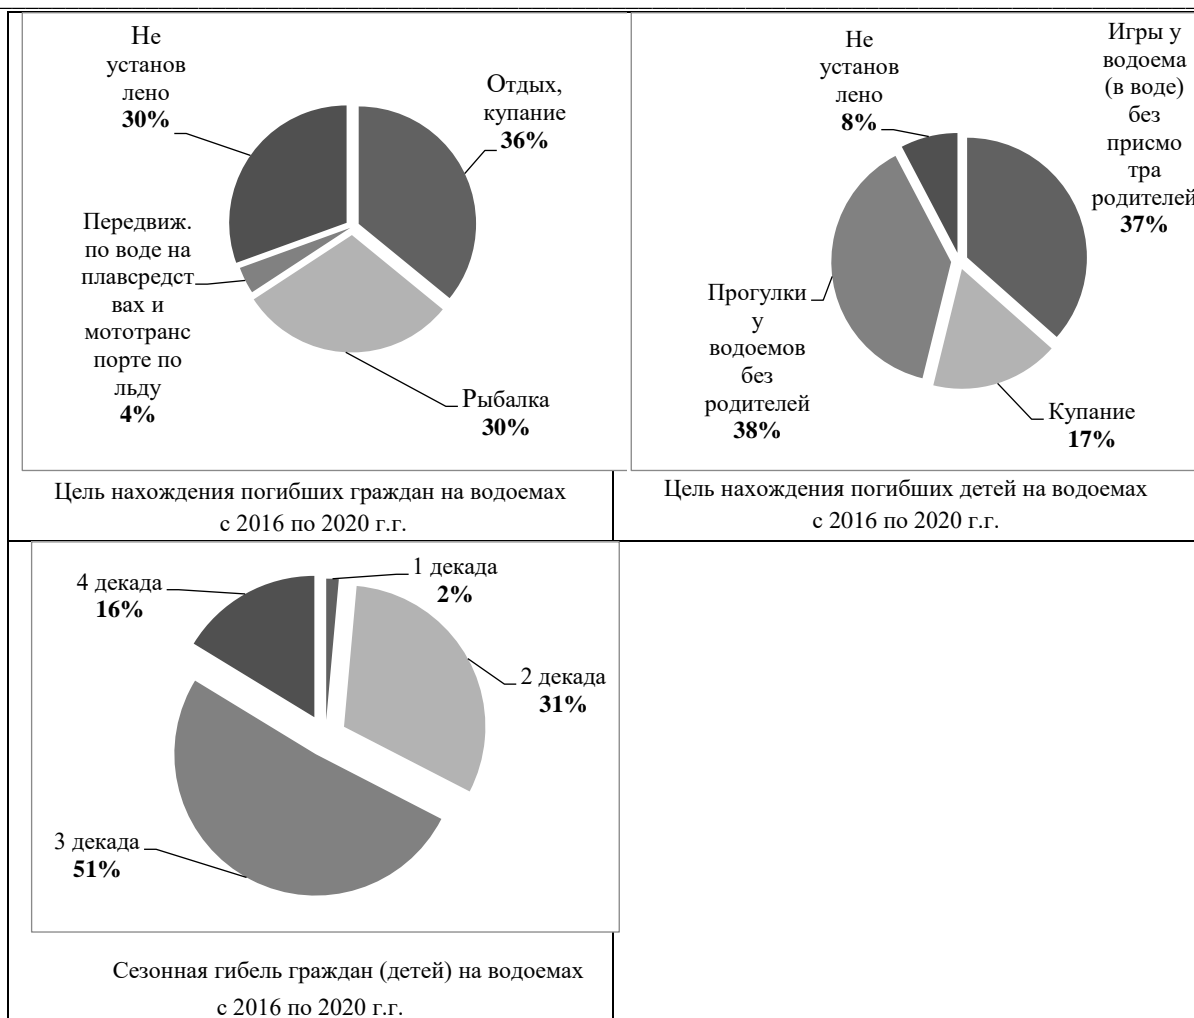 Не
установ
лено
30%
Отдых,
купание
36%
Передвиж.
по воде на
плавсредст
вах и
мототранс
порте по
льду
4%
Рыбалка
30%
Цель нахождения погибших граждан на водоемах
с 2016 по 2020 г.г.
Не
установ
лено
8%
Игры у
водоема
(в воде)
без
присмо
тра
родителей
37%
Прогулки
у
водоемов
без
родителей
38%
Купание
17%
Цель нахождения погибших детей на водоемах
с 2016 по 2020 г.г.
4 декада
16%
1 декада
2%
2 декада
31%
3 декада
51%
Сезонная гибель граждан (детей) на водоемах
с 2016 по 2020 г.г.